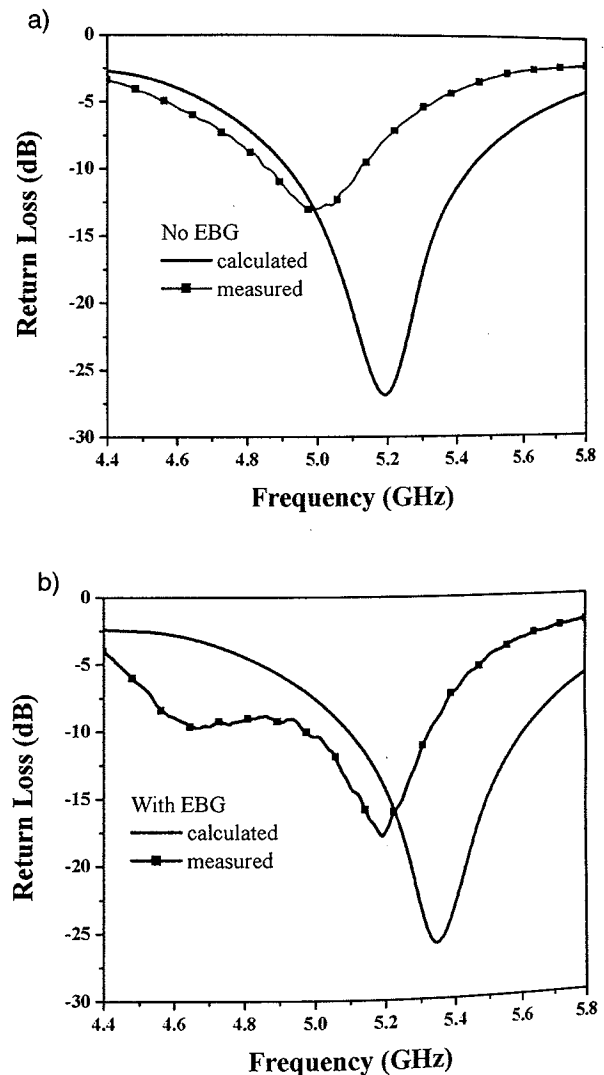 a)
0
-5
-10
-15
-20
-25
-30
Return Loss (dB)
No EBG
calculated
measured
4.4 4.6 4.8 5.0 5.2 5.4 5.6 5.8
Frequency (GHz)
b)
0
-5
-10
-15
-20
-25
-30
Return Loss (dB)
With EBG
calculated
measured
4.4 4.6 4.8 5.0 5.2 5.4 5.6 5.8
Frequency (GHz)